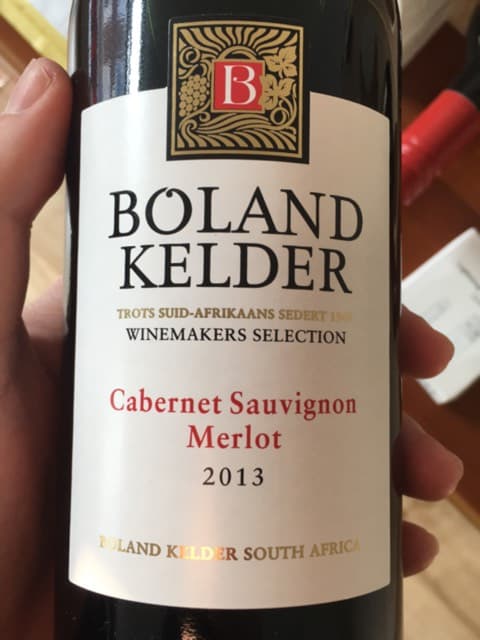 B
BOLAND
KELDER
TROTS SUID-AFRIKAANS SEDERT
WINEMAKERS SELECTION
Cabernet Sauvignon
Merlot
2013
BOLAND KELDER SOUTH AFRICA